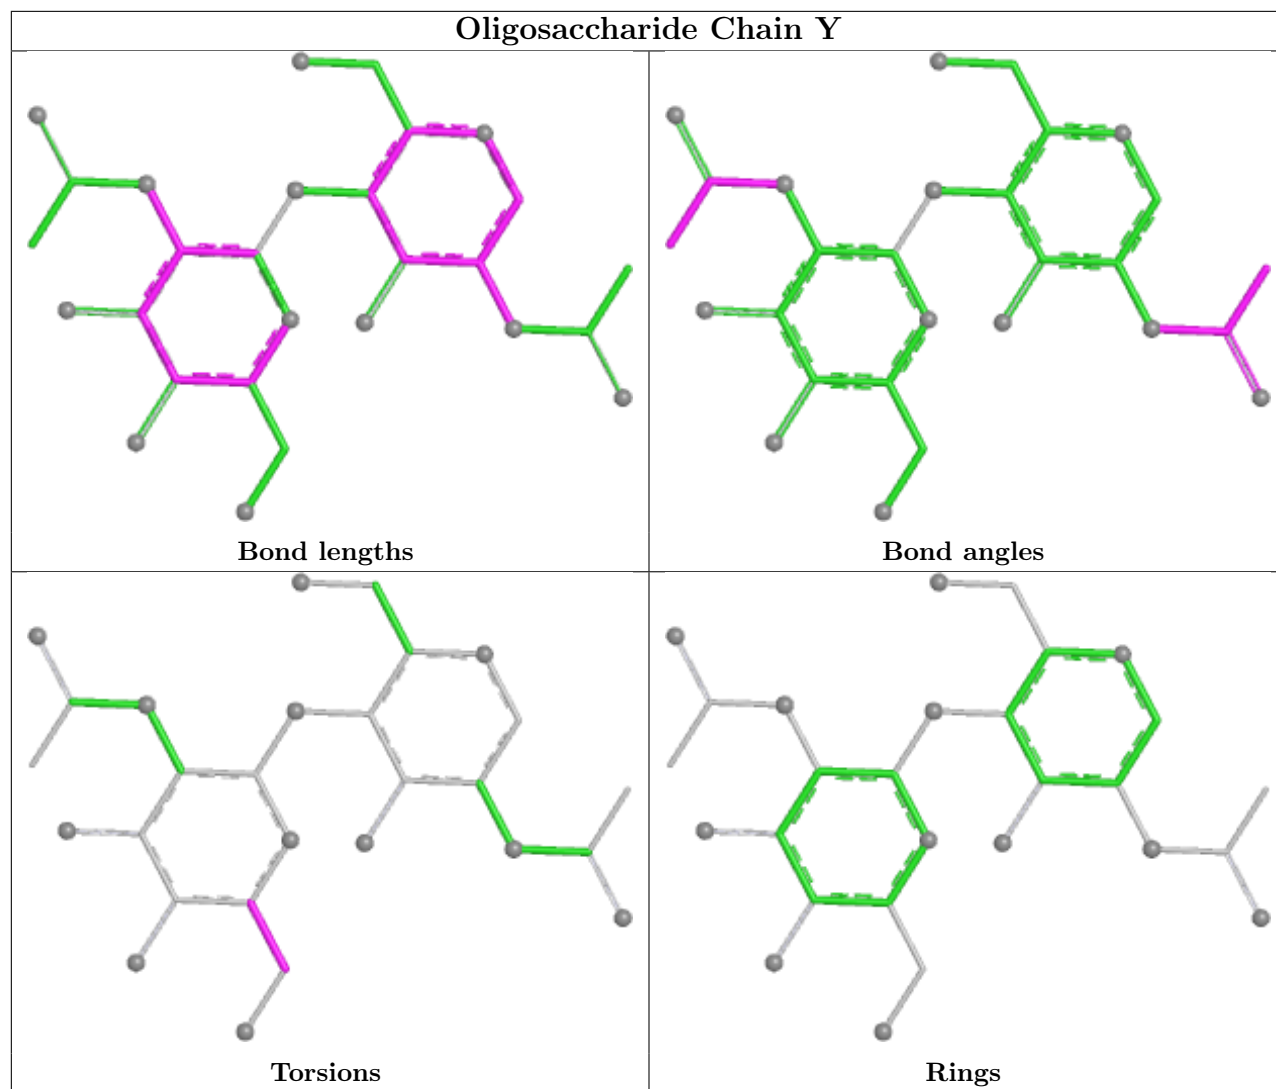 Oligosaccharide Chain Y
Bond lengths
Bond angles
Torsions
Rings